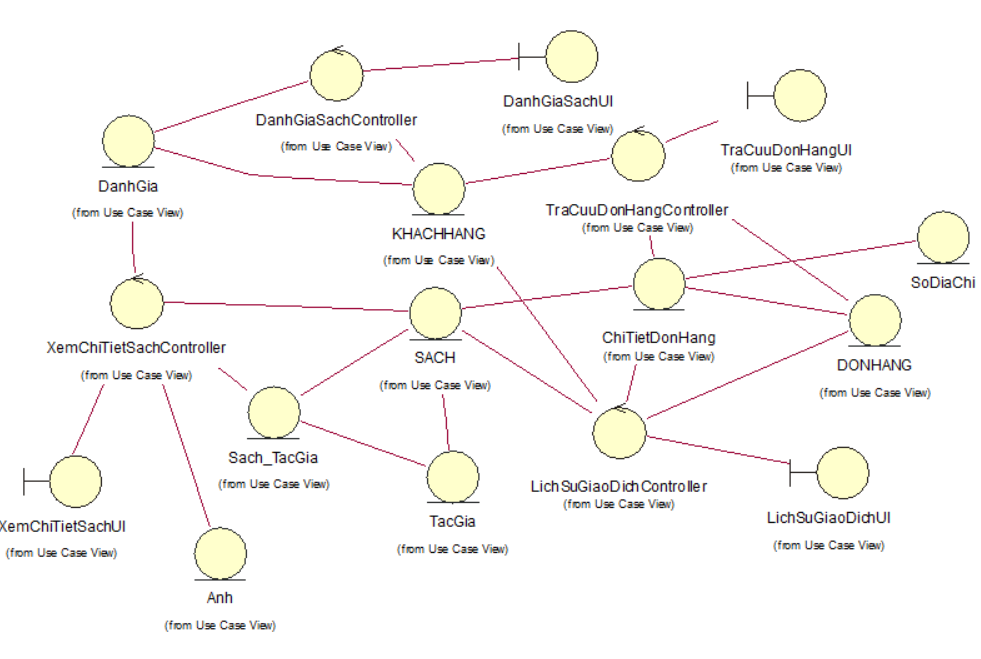 DanhGiaSachController
(from Use Case View)
DanhGiaSachUI
(from Use Case View)
TraCuuDonHangUI
(from Use Case View)
DanhGia
(from Use Case View)
KHACHHANG
(from Use Case View)
TraCuuDonHangController
(from Use Case View)
SoDiaChi
XemChiTietSachController
(from Use Case View)
SACH
(from Use Case View)
ChiTietDonHang
(from Use Case View)
DONHANG
(from Use Case View)
Sach_TacGia
(from Use Case View)
TacGia
(from Use Case View)
LichSuGiaoDichController
(from Use Case View)
LichSuGiaoDichUI
(from Use Case View)
XemChiTietSachUI
(from Use Case View)
Anh
(from Use Case View)